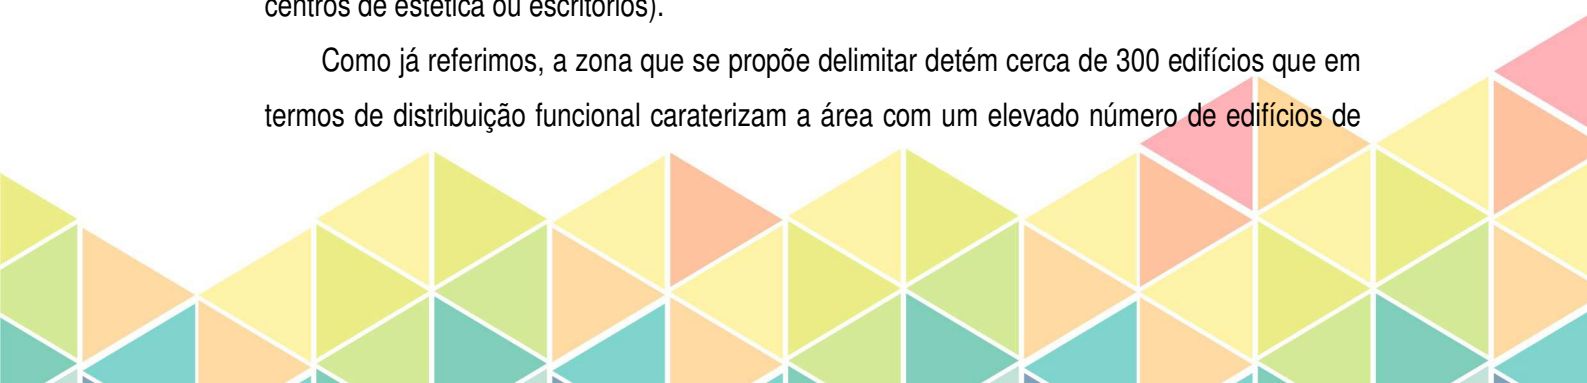 centros de estética ou escritórios).
Como já referimos, a zona que se propõe delimitar detém cerca de 300 edifícios que em
termos de distribuição funcional caraterizam a área com um elevado número de edifícios de